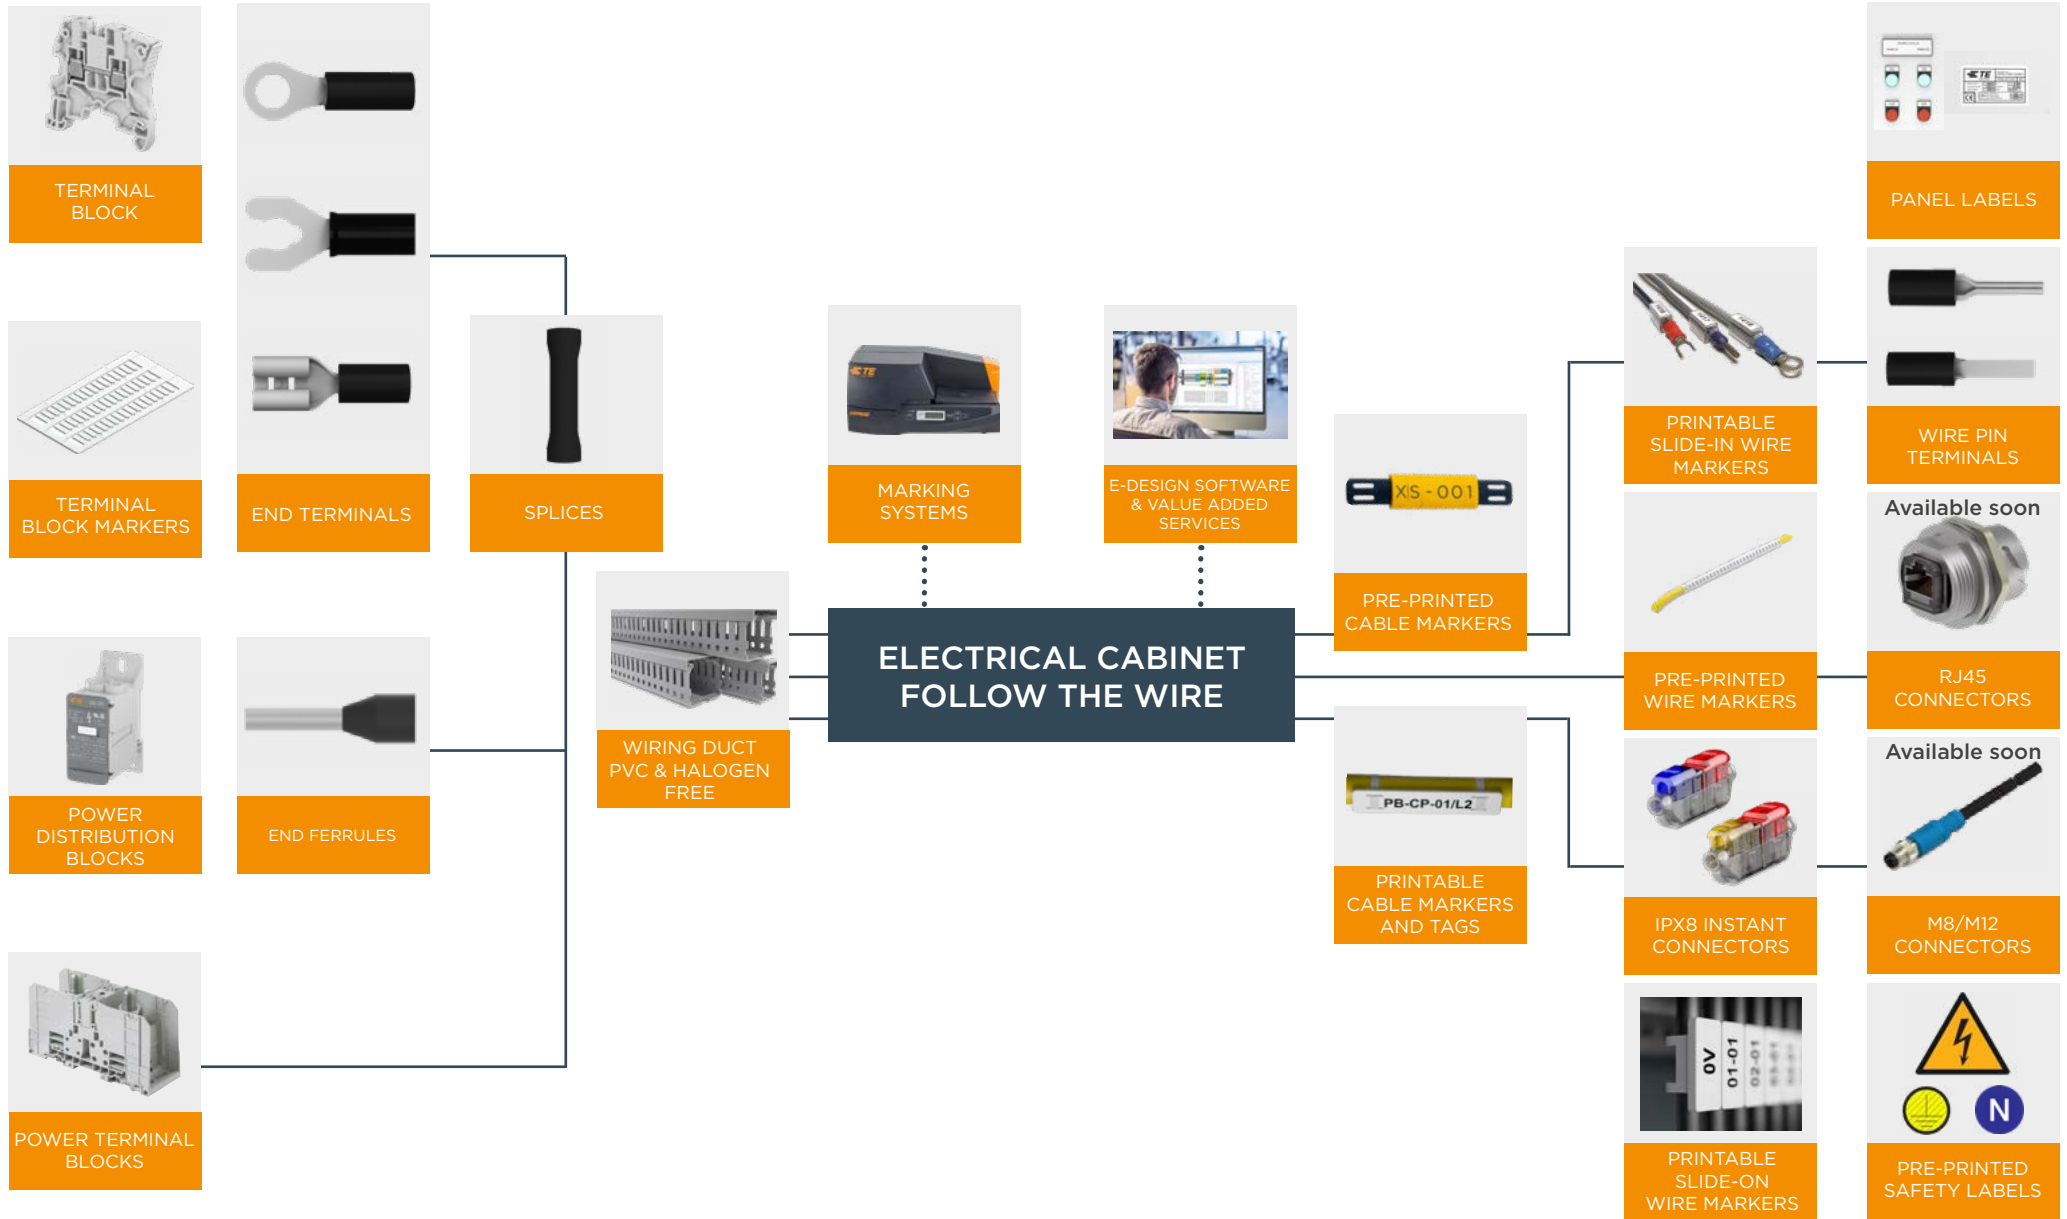 TERMINAL
BLOCK
TERMINAL
BLOCK MARKERS
POWER
DISTRIBUTION
BLOCKS
POWER TERMINAL
BLOCKS
END TERMINALS
END FERRULES
SPLICES
WIRING DUCT
PVC & HALOGEN
FREE
TE
MARKING
SYSTEMS
E-DESIGN SOFTWARE
& VALUE ADDED
SERVICES
ELECTRICAL CABINET
FOLLOW THE WIRE
XS - 001
PRE-PRINTED
CABLE MARKERS
PB-CP-01/L2
PRINTABLE
CABLE MARKERS
AND TAGS
PRINTABLE
SLIDE-IN WIRE
MARKERS
PRE-PRINTED
WIRE MARKERS
IPX8 INSTANT
CONNECTORS
0V
01-01
02-01
PRINTABLE
SLIDE-ON
WIRE MARKERS
TE
PANEL LABELS
WIRE PIN
TERMINALS
Available soon
RJ45
CONNECTORS
Available soon
M8/M12
CONNECTORS
N
PRE-PRINTED
SAFETY LABELS